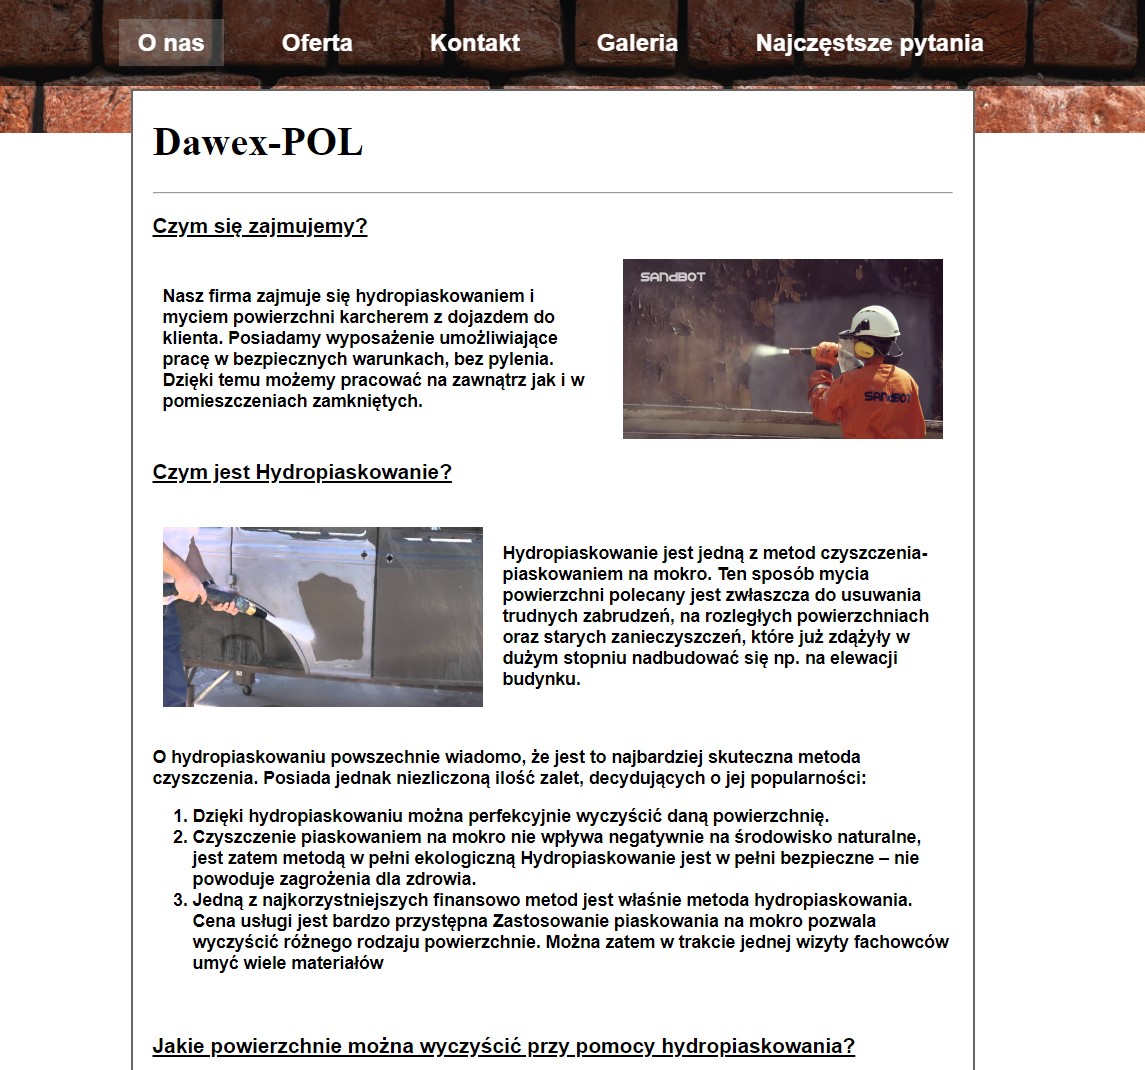 O nas Oferta Kontakt Galeria Najczęstsze pytania
Dawex-POL
Czym się zajmujemy?
Nasz firma zajmuje się hydropiaskowaniem i
myciem powierzchni karcherem z dojazdem do
klienta. Posiadamy wyposażenie umożliwiające
pracę w bezpiecznych warunkach, bez pylenia.
Dzięki temu możemy pracować na zawnątrz jak i w
pomieszczeniach zamkniętych.
SANdBOT
SANdBOT
Czym jest Hydropiaskowanie?
Hydropiaskowanie jest jedną z metod czyszczenia-
piaskowaniem na mokro. Ten sposób mycia
powierzchni polecany jest zwłaszcza do usuwania
trudnych zabrudzeń, na rozległych powierzchniach
oraz starych zanieczyszczeń, które już zdążyły w
dużym stopniu nadbudować się np. na elewacji
budynku.
O hydropiaskowaniu powszechnie wiadomo, że jest to najbardziej skuteczna metoda
czyszczenia. Posiada jednak niezliczoną ilość zalet, decydujących o jej popularności:
1. Dzięki hydropiaskowaniu można perfekcyjnie wyczyścić daną powierzchnię.
2. Czyszczenie piaskowaniem na mokro nie wpływa negatywnie na środowisko naturalne,
jest zatem metodą w pełni ekologiczną Hydropiaskowanie jest w pełni bezpieczne – nie
powoduje zagrożenia dla zdrowia.
3. Jedną z najkorzystniejszych finansowo metod jest właśnie metoda hydropiaskowania.
Cena usługi jest bardzo przystępna Zastosowanie piaskowania na mokro pozwala
wyczyścić różnego rodzaju powierzchnie. Można zatem w trakcie jednej wizyty fachowców
umyć wiele materiałów
Jakie powierzchnie można wyczyścić przy pomocy hydropiaskowania?